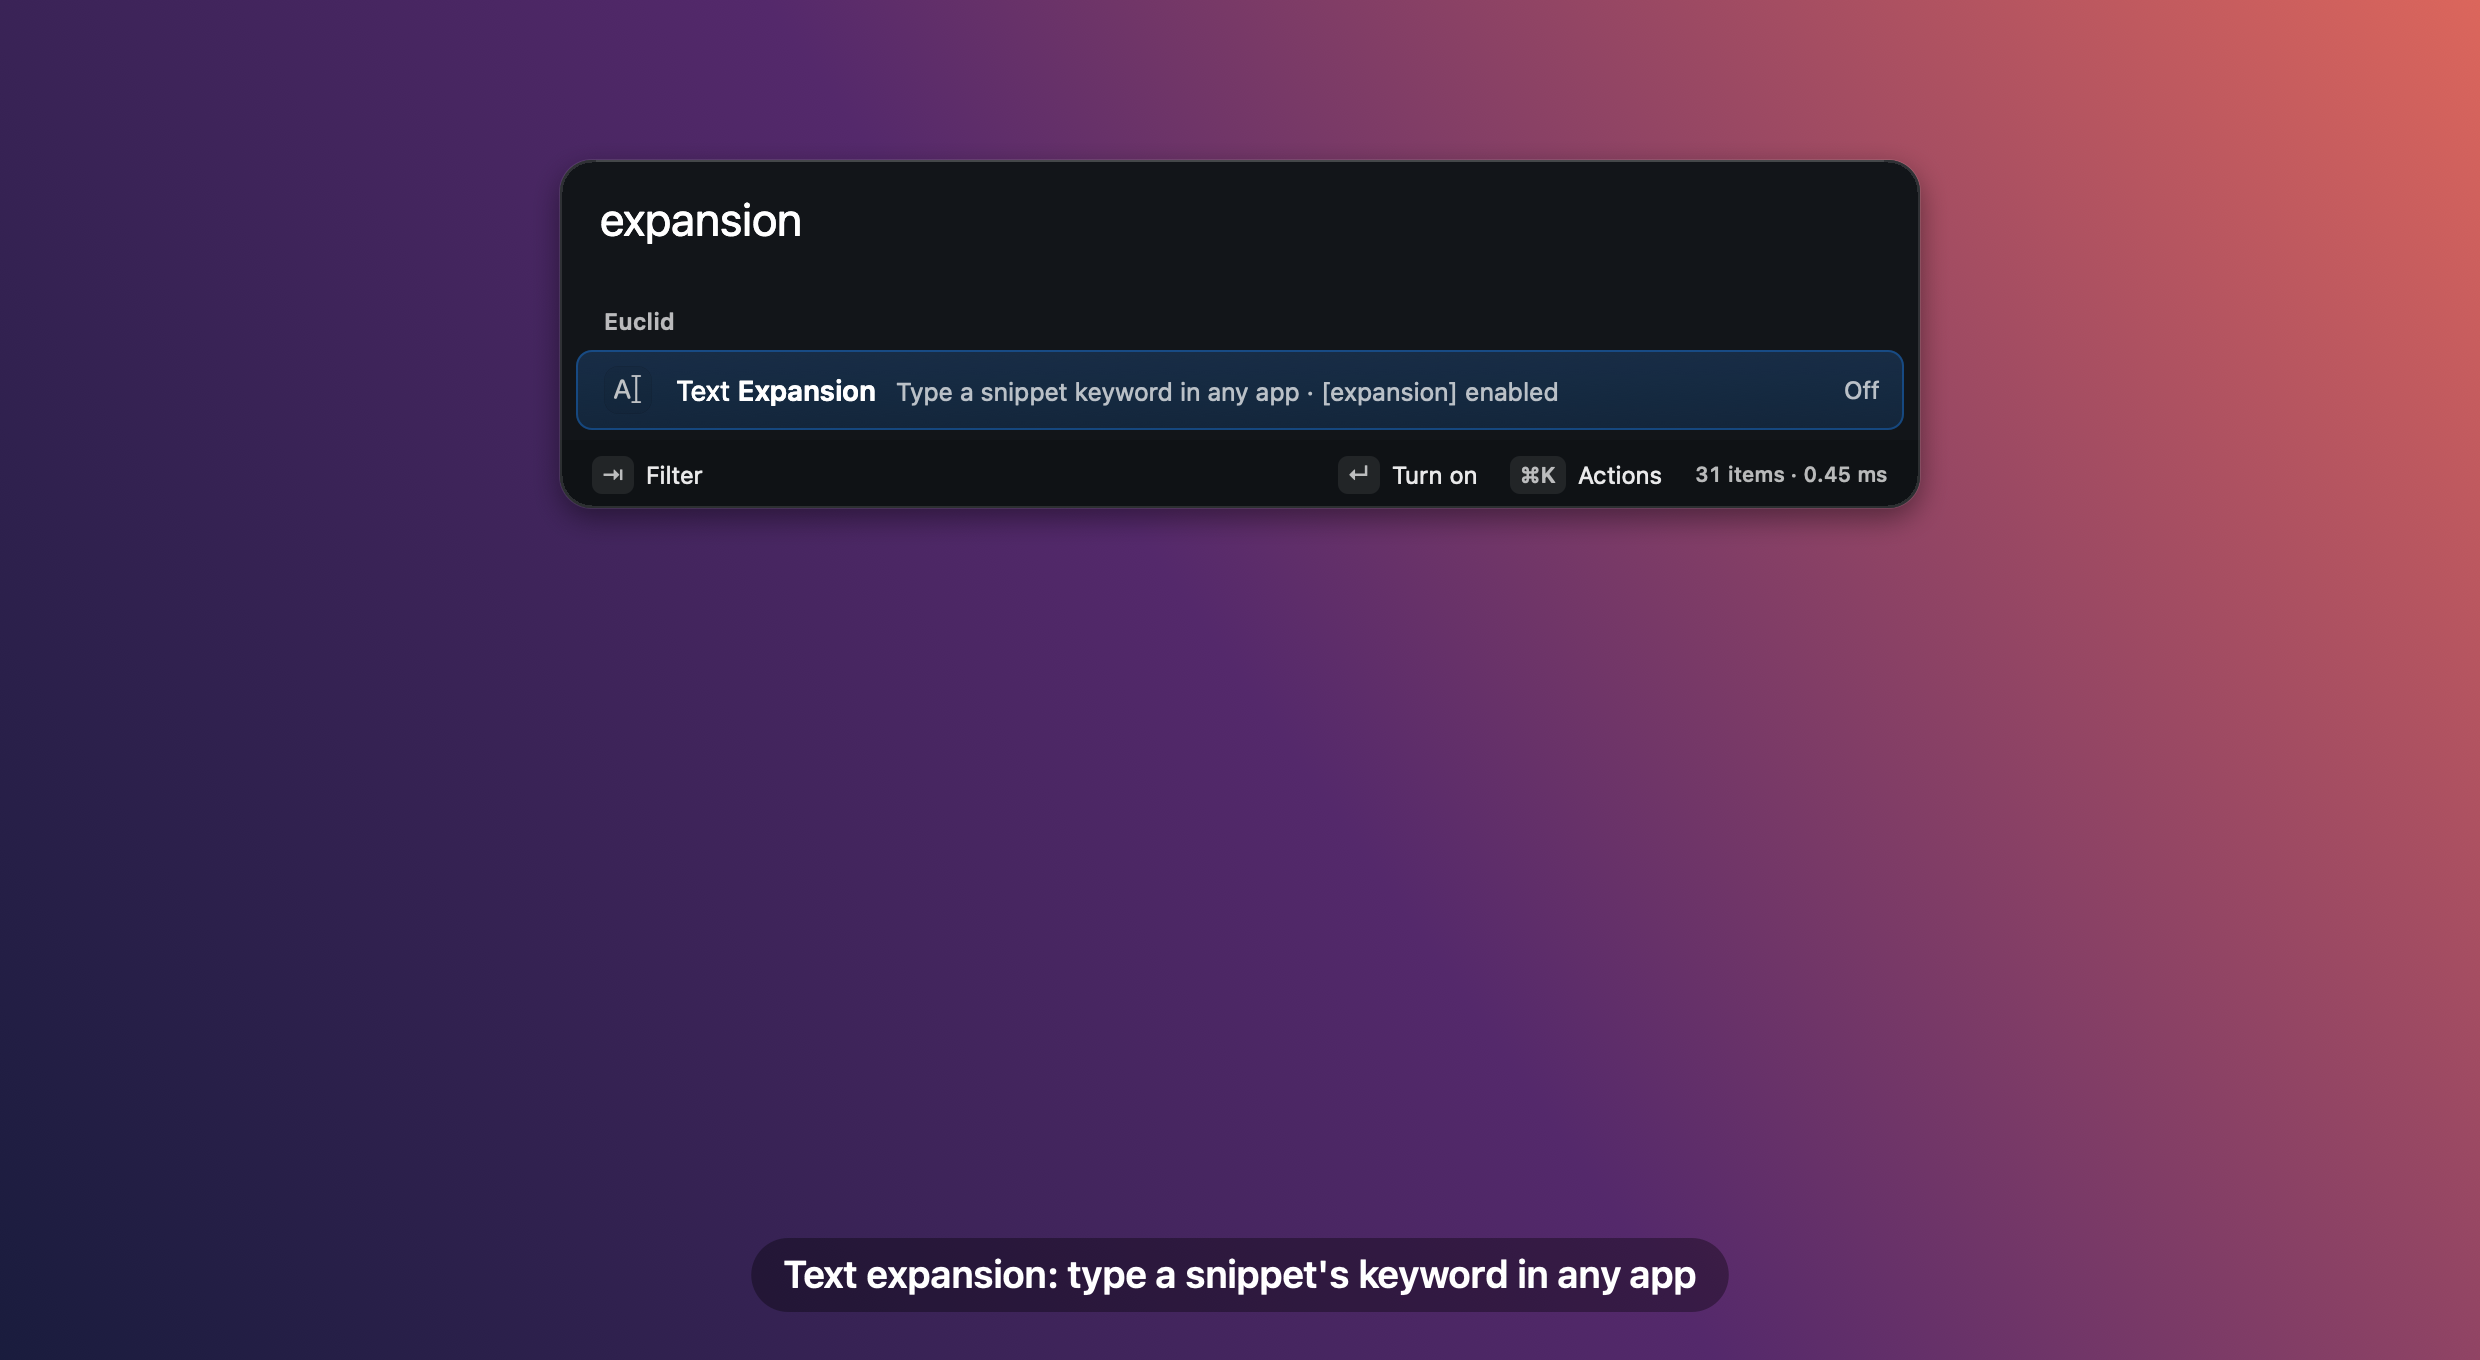 expansion
Euclid
Text Expansion Type a snippet keyword in any app · [expansion] enabled Off
⇥ Filter ↵ Turn on ⌘K Actions 31 items · 0.45 ms
Text expansion: type a snippet's keyword in any app